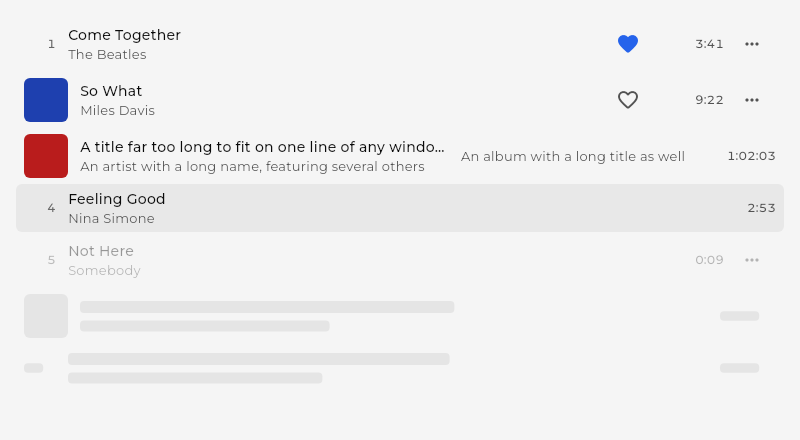 1 Come Together 3:41
The Beatles
So What 9:22
Miles Davis
A title far too long to fit on one line of any windo... An album with a long title as well 1:02:03
An artist with a long name, featuring several others
4 Feeling Good 2:53
Nina Simone
5 Not Here 0:09
Somebody